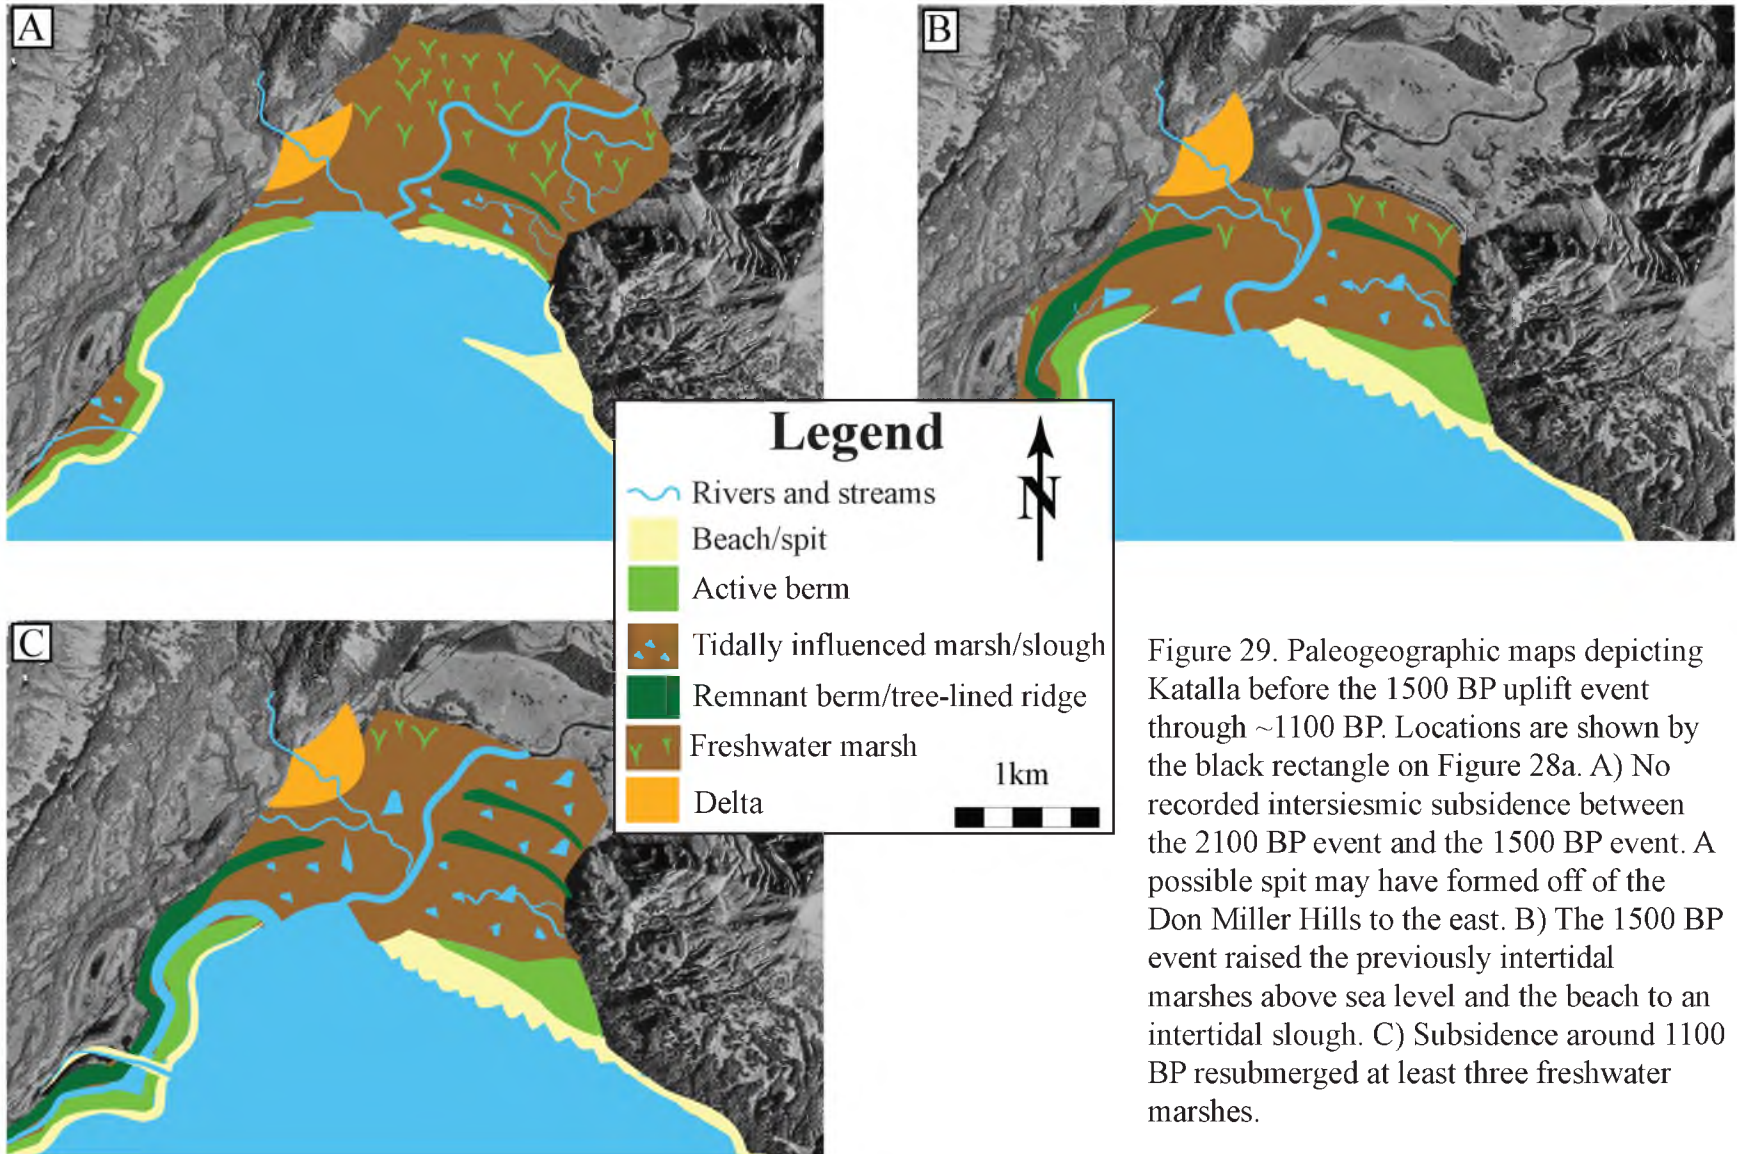 A
B
C
Legend
Rivers and streams
Beach/spit
Active berm
Tidally influenced marsh/slough
Remnant berm/tree-lined ridge
Freshwater marsh
Delta
N
1km
Figure 29. Paleogeographic maps depicting
Katalla before the 1500 BP uplift event
through ~1100 BP. Locations are shown by
the black rectangle on Figure 28a. A) No
recorded intersiesmic subsidence between
the 2100 BP event and the 1500 BP event. A
possible spit may have formed off of the
Don Miller Hills to the east. B) The 1500 BP
event raised the previously intertidal
marshes above sea level and the beach to an
intertidal slough. C) Subsidence around 1100
BP resubmerged at least three freshwater
marshes.